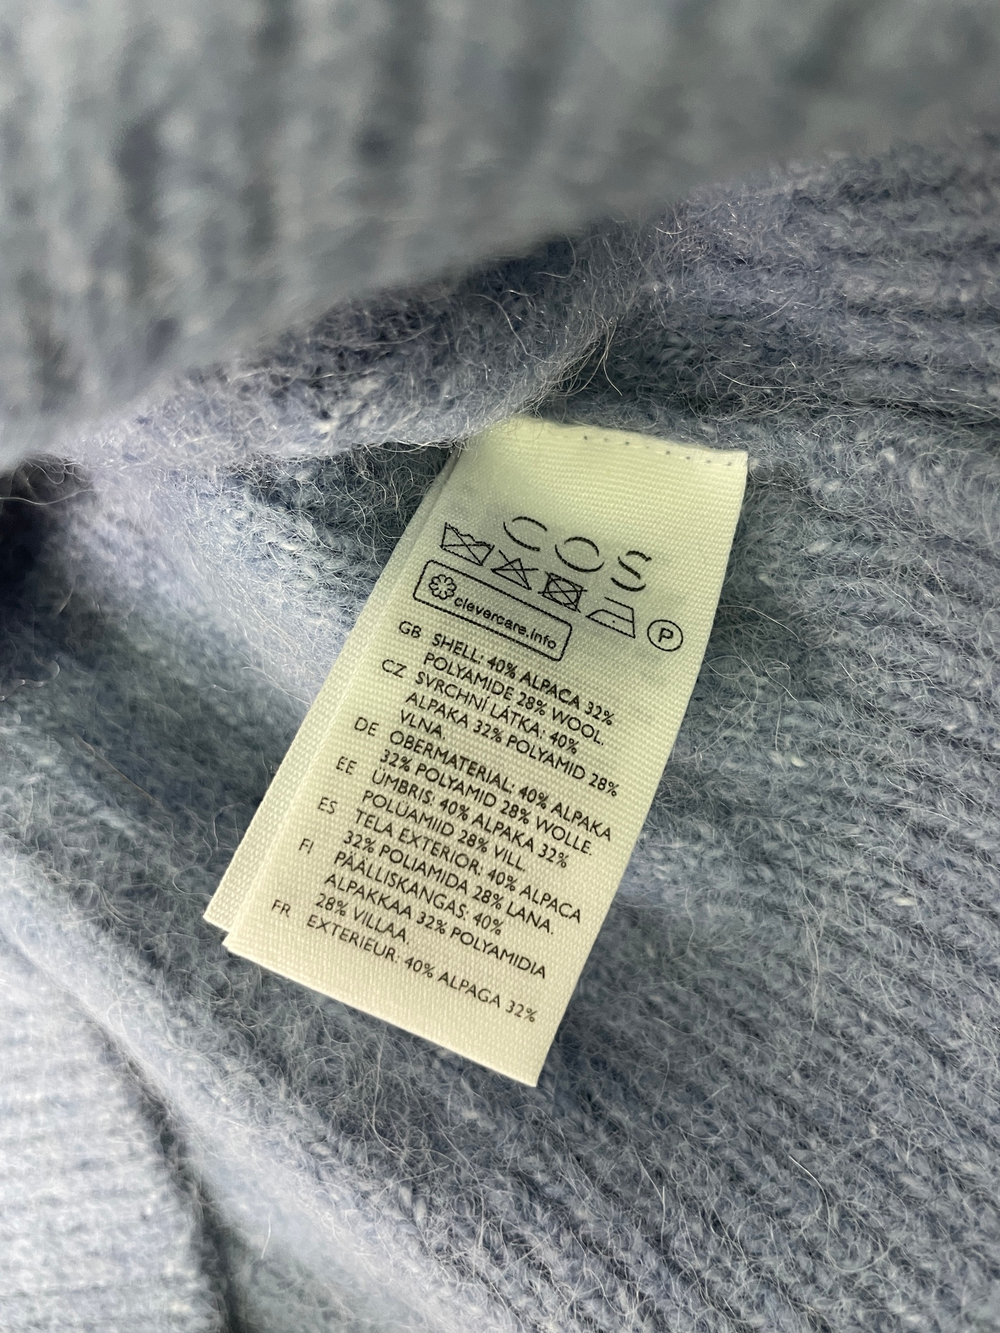 COS
clevercare.info
P
GB SHELL: 40% ALPACA 32%
POLYAMIDE 28% WOOL.
CZ SVRCHNÍ LÁTKA: 40%
ALPAKA 32% POLYAMID 28%
VLNA.
DE OBERMATERIAL: 40% ALPAKA
32% POLYAMID 28% WOLLE.
EE ÜMBRIS: 40% ALPAKA 32%
POLÜAMIID 28% VILL.
ES TELA EXTERIOR: 40% ALPACA
32% POLIAMIDA 28% LANA.
FI PÄÄLLISKANGAS: 40%
ALPAKKAA 32% POLYAMIDIA
28% VILLAA.
FR EXTERIEUR: 40% ALPAGA 32%